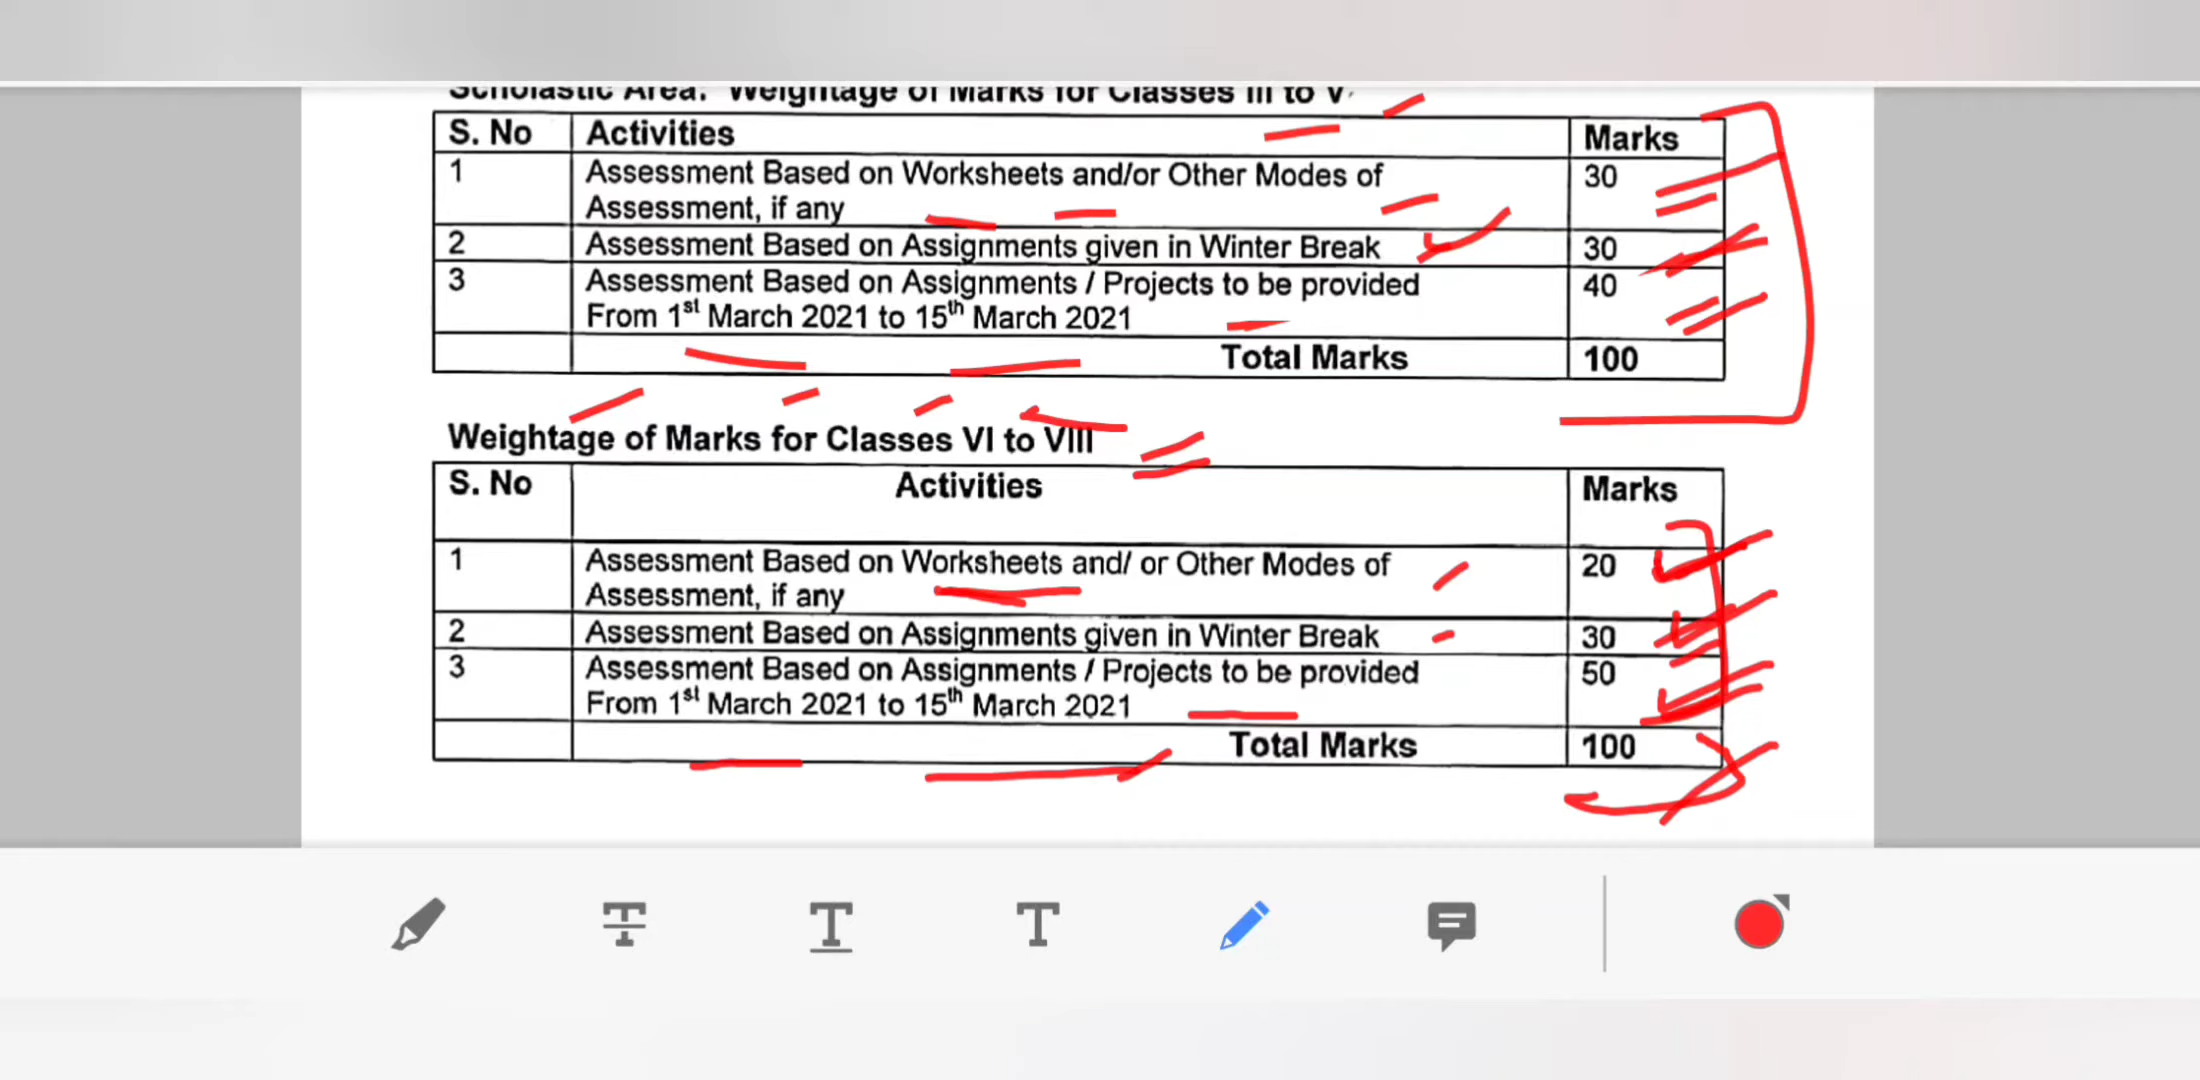 Scholastic Area: Weightage of Marks for Classes III to V
S. No Activities Marks
1 Assessment Based on Worksheets and/or Other Modes of 30
Assessment, if any
2 Assessment Based on Assignments given in Winter Break 30
3 Assessment Based on Assignments / Projects to be provided 40
From 1st March 2021 to 15th March 2021
Total Marks 100
Weightage of Marks for Classes VI to VIII
S. No Activities Marks
1 Assessment Based on Worksheets and/ or Other Modes of 20
Assessment, if any
2 Assessment Based on Assignments given in Winter Break 30
3 Assessment Based on Assignments / Projects to be provided 50
From 1st March 2021 to 15th March 2021
Total Marks 100